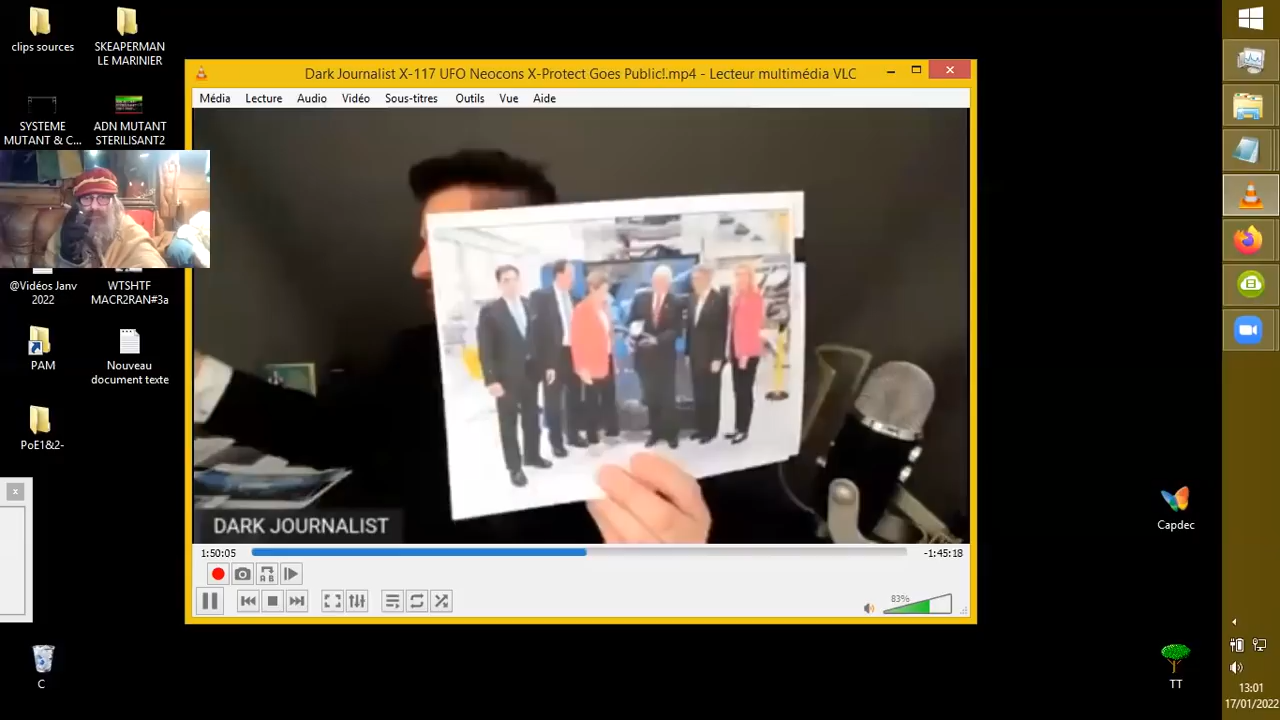 clips sources
SKEAPERMAN
LE MARINIER
SYSTEME
MUTANT & C...
ADN MUTANT
STERILISANT2
@Vidéos Janv
2022
WTSHTF
MACR2RAN#3a
PAM
Nouveau
document texte
PoE1&2-
C
Dark Journalist X-117 UFO Neocons X-Protect Goes Public!.mp4 - Lecteur multimédia VLC
Média Lecture Audio Vidéo Sous-titres Outils Vue Aide
DARK JOURNALIST
1:50:05
-1:45:18
83%
Capdec
TT
13:01
17/01/2022